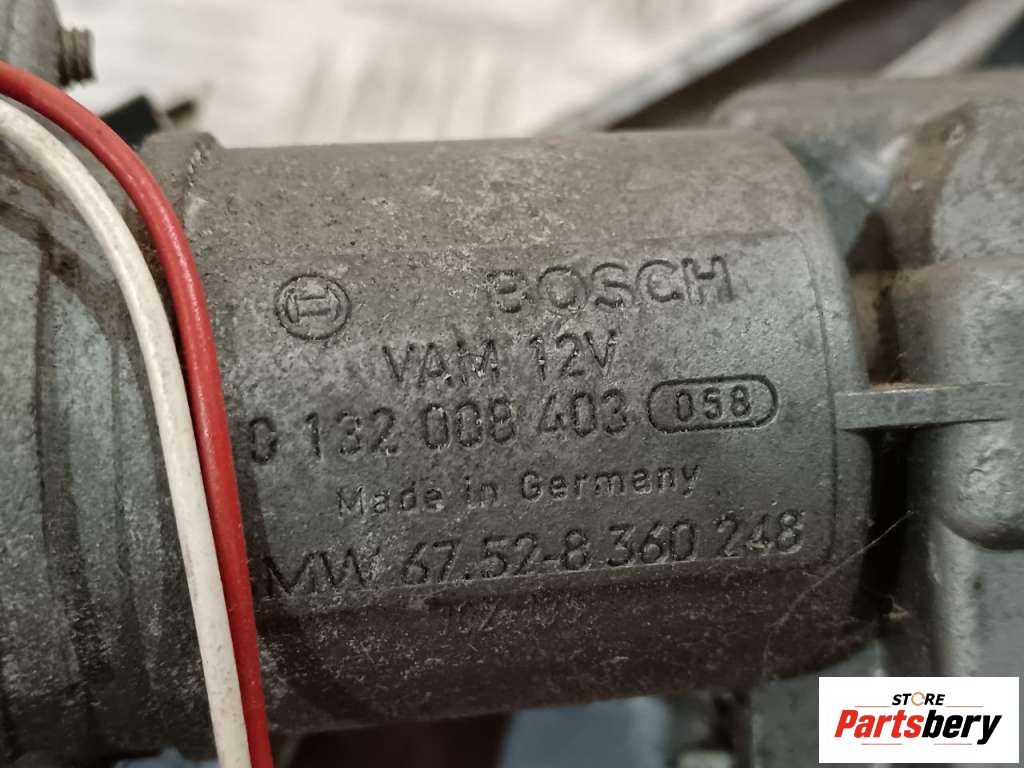 BOSCH
VAM 12V
0 132 008 403 058
Made in Germany
MW 67.52-8 360 248
STORE
Partsbery